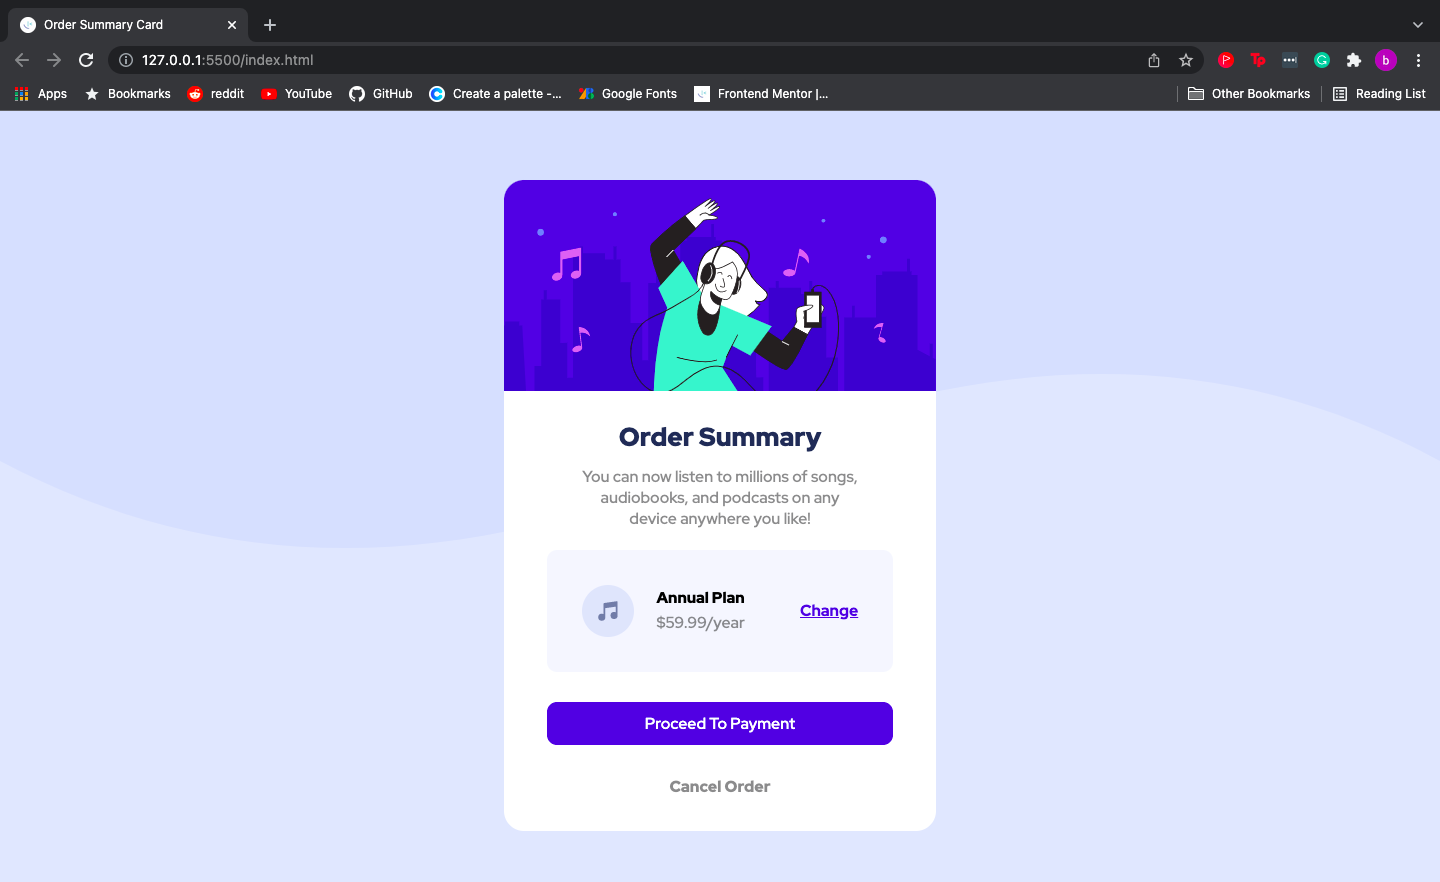 Order Summary Card
127.0.0.1:5500/index.html
b
Apps
Bookmarks
reddit
YouTube
GitHub
Create a palette -...
Google Fonts
Frontend Mentor |...
Other Bookmarks
Reading List
Order Summary
You can now listen to millions of songs,
audiobooks, and podcasts on any
device anywhere you like!
Annual Plan
$59.99/year
Change
Proceed To Payment
Cancel Order